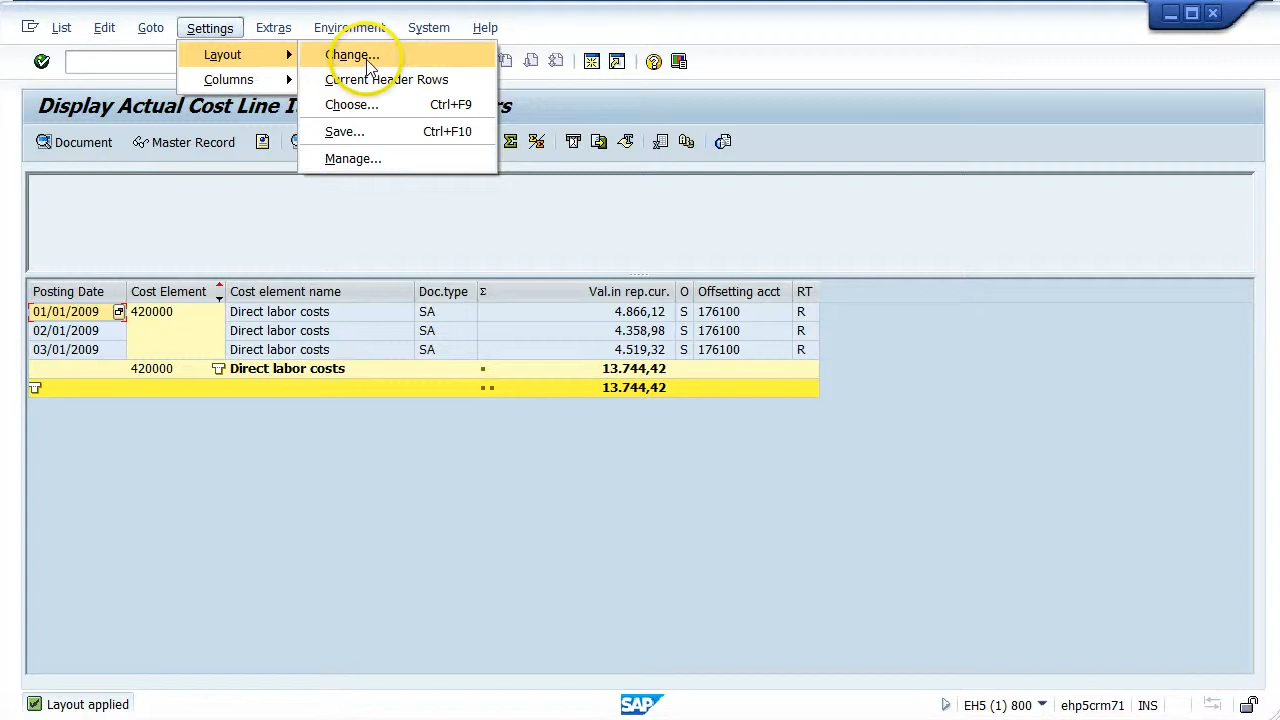 List Edit Goto Settings Extras Environment System Help
Layout Change...
Columns Current Header Rows
Choose... Ctrl+F9
Display Actual Cost Line
Save... Ctrl+F10
Document Master Record
Manage...
Posting Date Cost Element Cost element name Doc.type Σ Val.in rep.cur. O Offsetting acct RT
01/01/2009 420000 Direct labor costs SA 4.866,12 S 176100 R
02/01/2009 Direct labor costs SA 4.358,98 S 176100 R
03/01/2009 Direct labor costs SA 4.519,32 S 176100 R
420000 Direct labor costs 13.744,42
13.744,42
Layout applied SAP EH5 (1) 800 ehp5crm71 INS